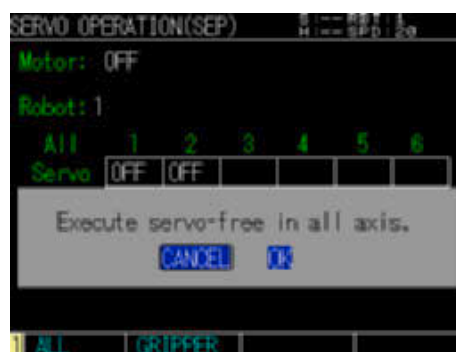 SERVO OPERATION(SEP)
Motor: OFF
Robot: 1
All 1 2 3 4 5 6
Servo OFF OFF
Execute servo-free in all axis.
CANCEL OK
1 ALL GRIPPER